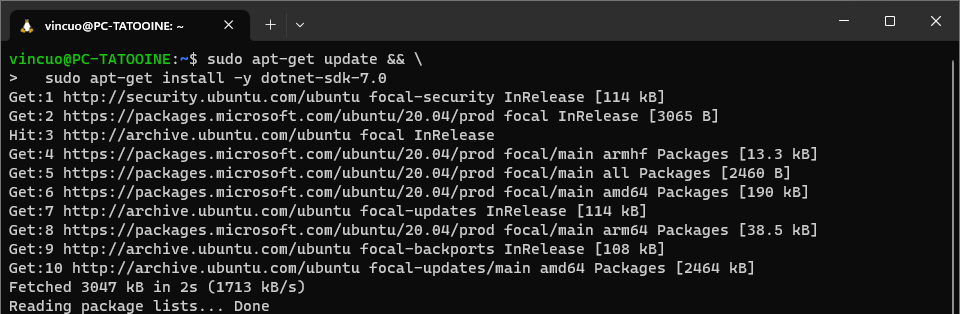 vincuo@PC-TATOOINE: ~
vincuo@PC-TATOOINE:~$ sudo apt-get update && \
>   sudo apt-get install -y dotnet-sdk-7.0
Get:1 http://security.ubuntu.com/ubuntu focal-security InRelease [114 kB]
Get:2 https://packages.microsoft.com/ubuntu/20.04/prod focal InRelease [3065 B]
Hit:3 http://archive.ubuntu.com/ubuntu focal InRelease
Get:4 https://packages.microsoft.com/ubuntu/20.04/prod focal/main armhf Packages [13.3 kB]
Get:5 https://packages.microsoft.com/ubuntu/20.04/prod focal/main all Packages [2460 B]
Get:6 https://packages.microsoft.com/ubuntu/20.04/prod focal/main amd64 Packages [190 kB]
Get:7 http://archive.ubuntu.com/ubuntu focal-updates InRelease [114 kB]
Get:8 https://packages.microsoft.com/ubuntu/20.04/prod focal/main arm64 Packages [38.5 kB]
Get:9 http://archive.ubuntu.com/ubuntu focal-backports InRelease [108 kB]
Get:10 http://archive.ubuntu.com/ubuntu focal-updates/main amd64 Packages [2464 kB]
Fetched 3047 kB in 2s (1713 kB/s)
Reading package lists... Done